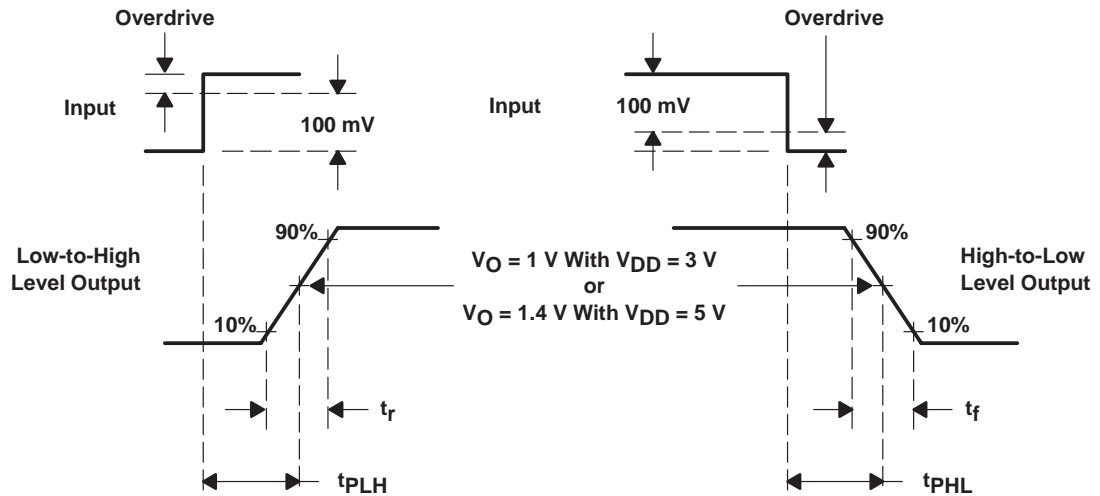 Overdrive
Input
100 mV
90%
Low-to-High
Level Output
10%
tr
tPLH
VO = 1 V With VDD = 3 V
or
VO = 1.4 V With VDD = 5 V
Overdrive
Input
100 mV
90%
High-to-Low
Level Output
10%
tf
tPHL